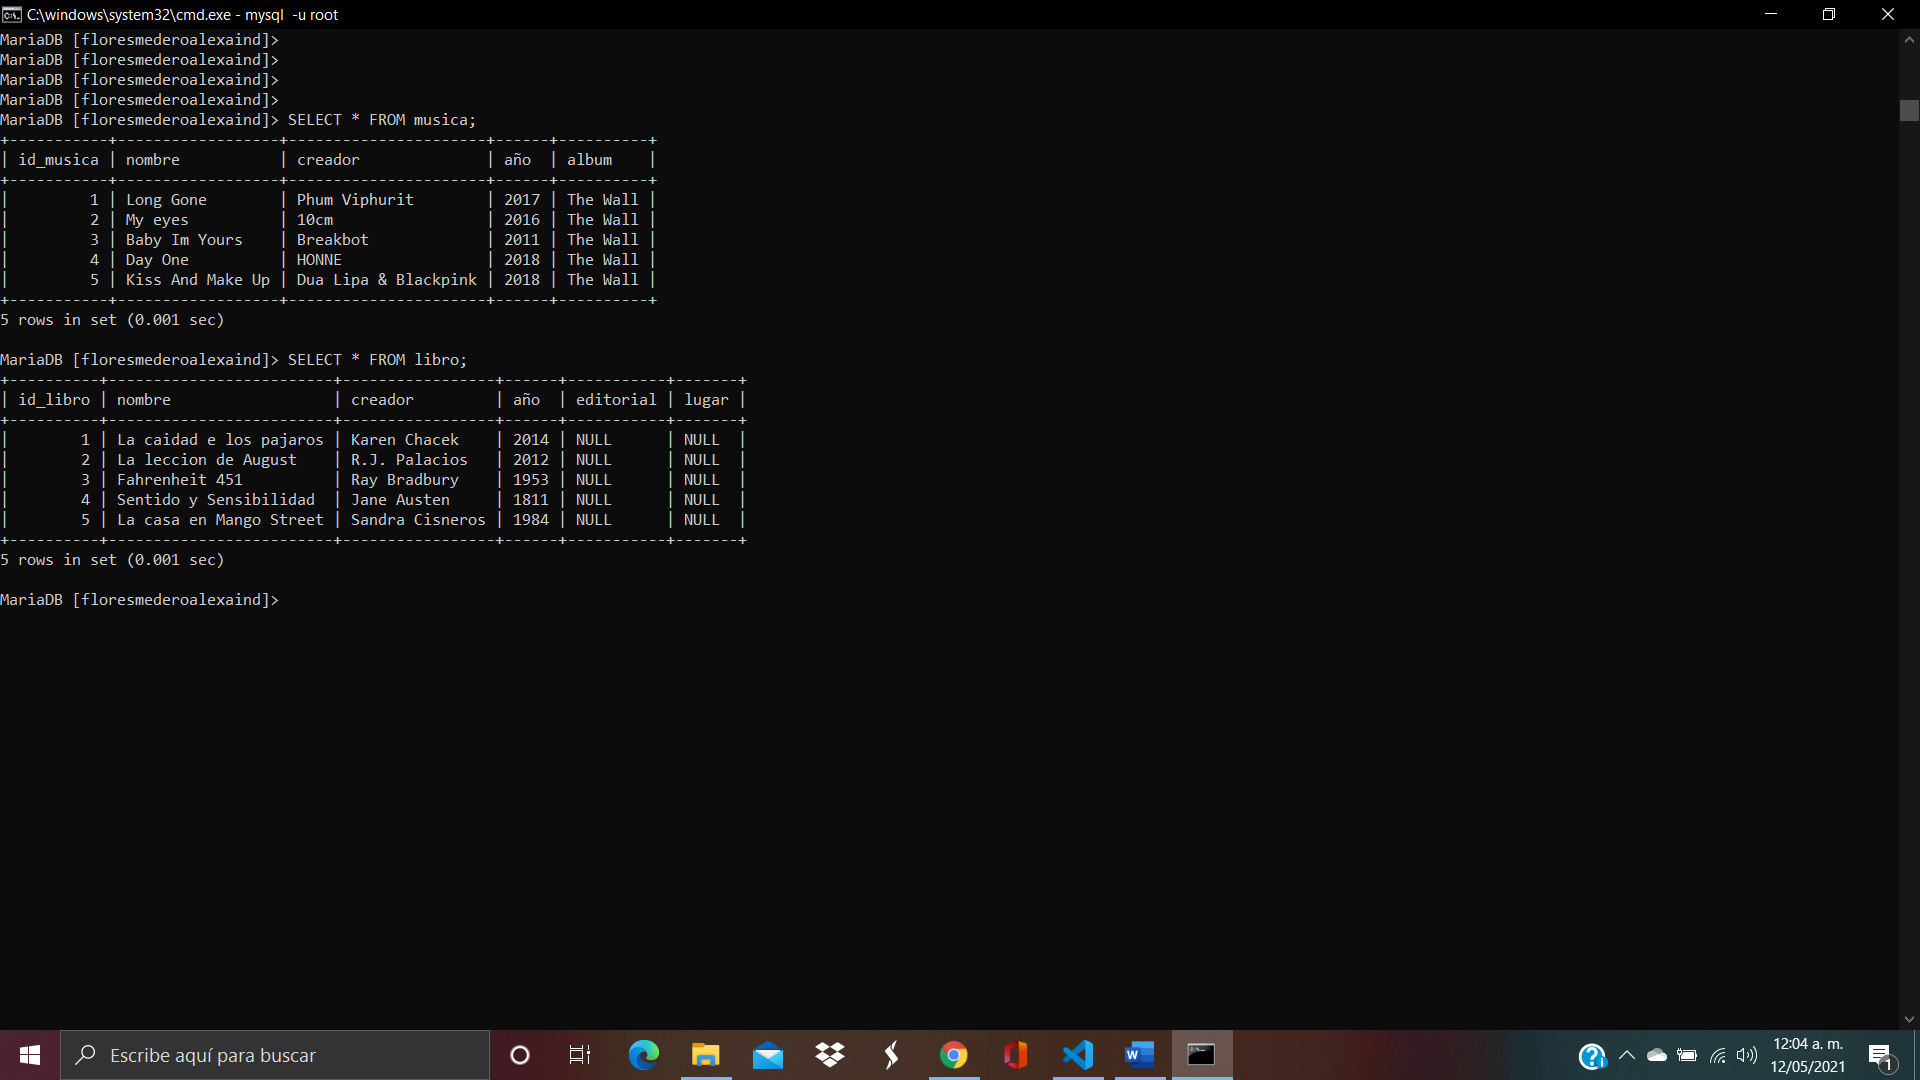 C:\windows\system32\cmd.exe - mysql  -u root
MariaDB [floresmederoalexaind]>
MariaDB [floresmederoalexaind]>
MariaDB [floresmederoalexaind]>
MariaDB [floresmederoalexaind]>
MariaDB [floresmederoalexaind]> SELECT * FROM musica;
+-----------+------------------+----------------------+------+----------+
| id_musica | nombre           | creador              | año  | album    |
+-----------+------------------+----------------------+------+----------+
|         1 | Long Gone        | Phum Viphurit        | 2017 | The Wall |
|         2 | My eyes          | 10cm                 | 2016 | The Wall |
|         3 | Baby Im Yours    | Breakbot             | 2011 | The Wall |
|         4 | Day One          | HONNE                | 2018 | The Wall |
|         5 | Kiss And Make Up | Dua Lipa & Blackpink | 2018 | The Wall |
+-----------+------------------+----------------------+------+----------+
5 rows in set (0.001 sec)
MariaDB [floresmederoalexaind]> SELECT * FROM libro;
+----------+-------------------------+-----------------+------+-----------+-------+
| id_libro | nombre                  | creador         | año  | editorial | lugar |
+----------+-------------------------+-----------------+------+-----------+-------+
|        1 | La caidad e los pajaros | Karen Chacek    | 2014 | NULL      | NULL  |
|        2 | La leccion de August    | R.J. Palacios   | 2012 | NULL      | NULL  |
|        3 | Fahrenheit 451          | Ray Bradbury    | 1953 | NULL      | NULL  |
|        4 | Sentido y Sensibilidad  | Jane Austen     | 1811 | NULL      | NULL  |
|        5 | La casa en Mango Street | Sandra Cisneros | 1984 | NULL      | NULL  |
+----------+-------------------------+-----------------+------+-----------+-------+
5 rows in set (0.001 sec)
MariaDB [floresmederoalexaind]>
Escribe aquí para buscar
12:04 a. m.
12/05/2021
1